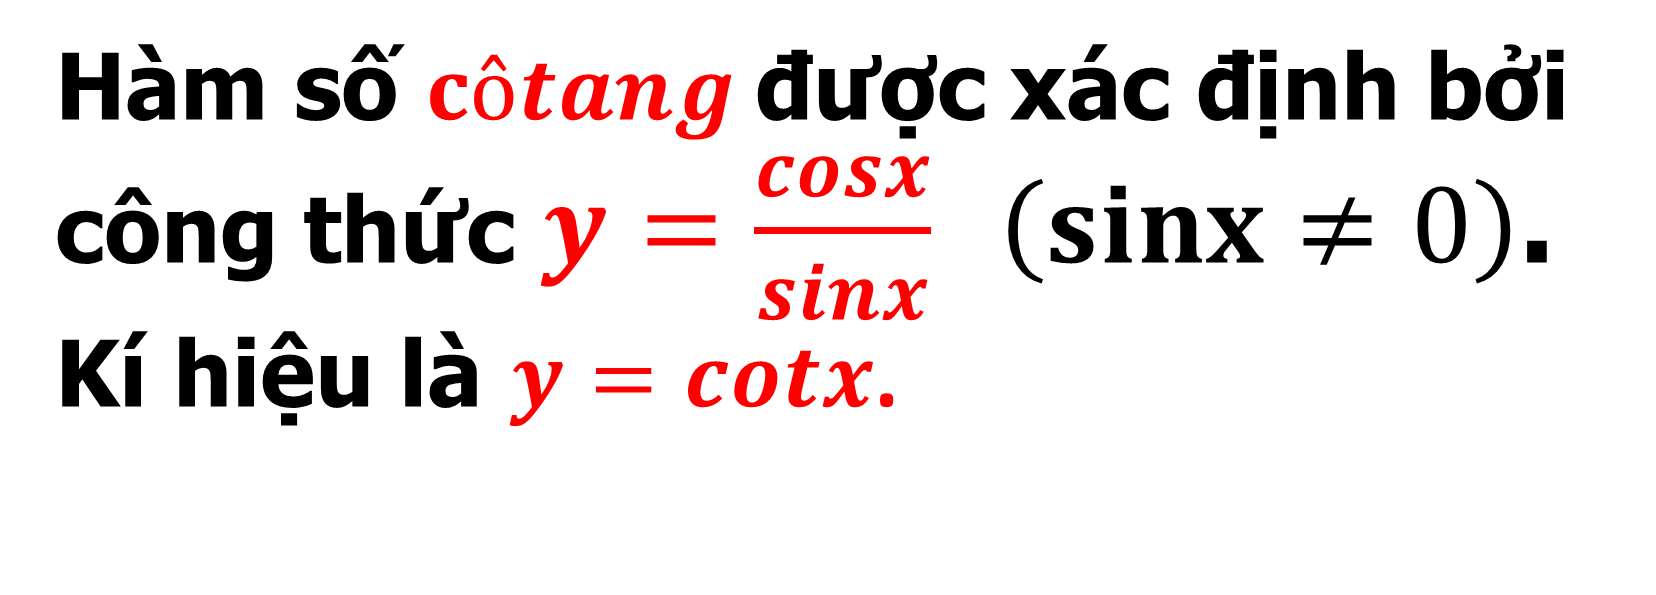 Hàm số côtang được xác định bởi
công thức y = cosx/sinx (sinx ≠ 0).
Kí hiệu là y = cotx.